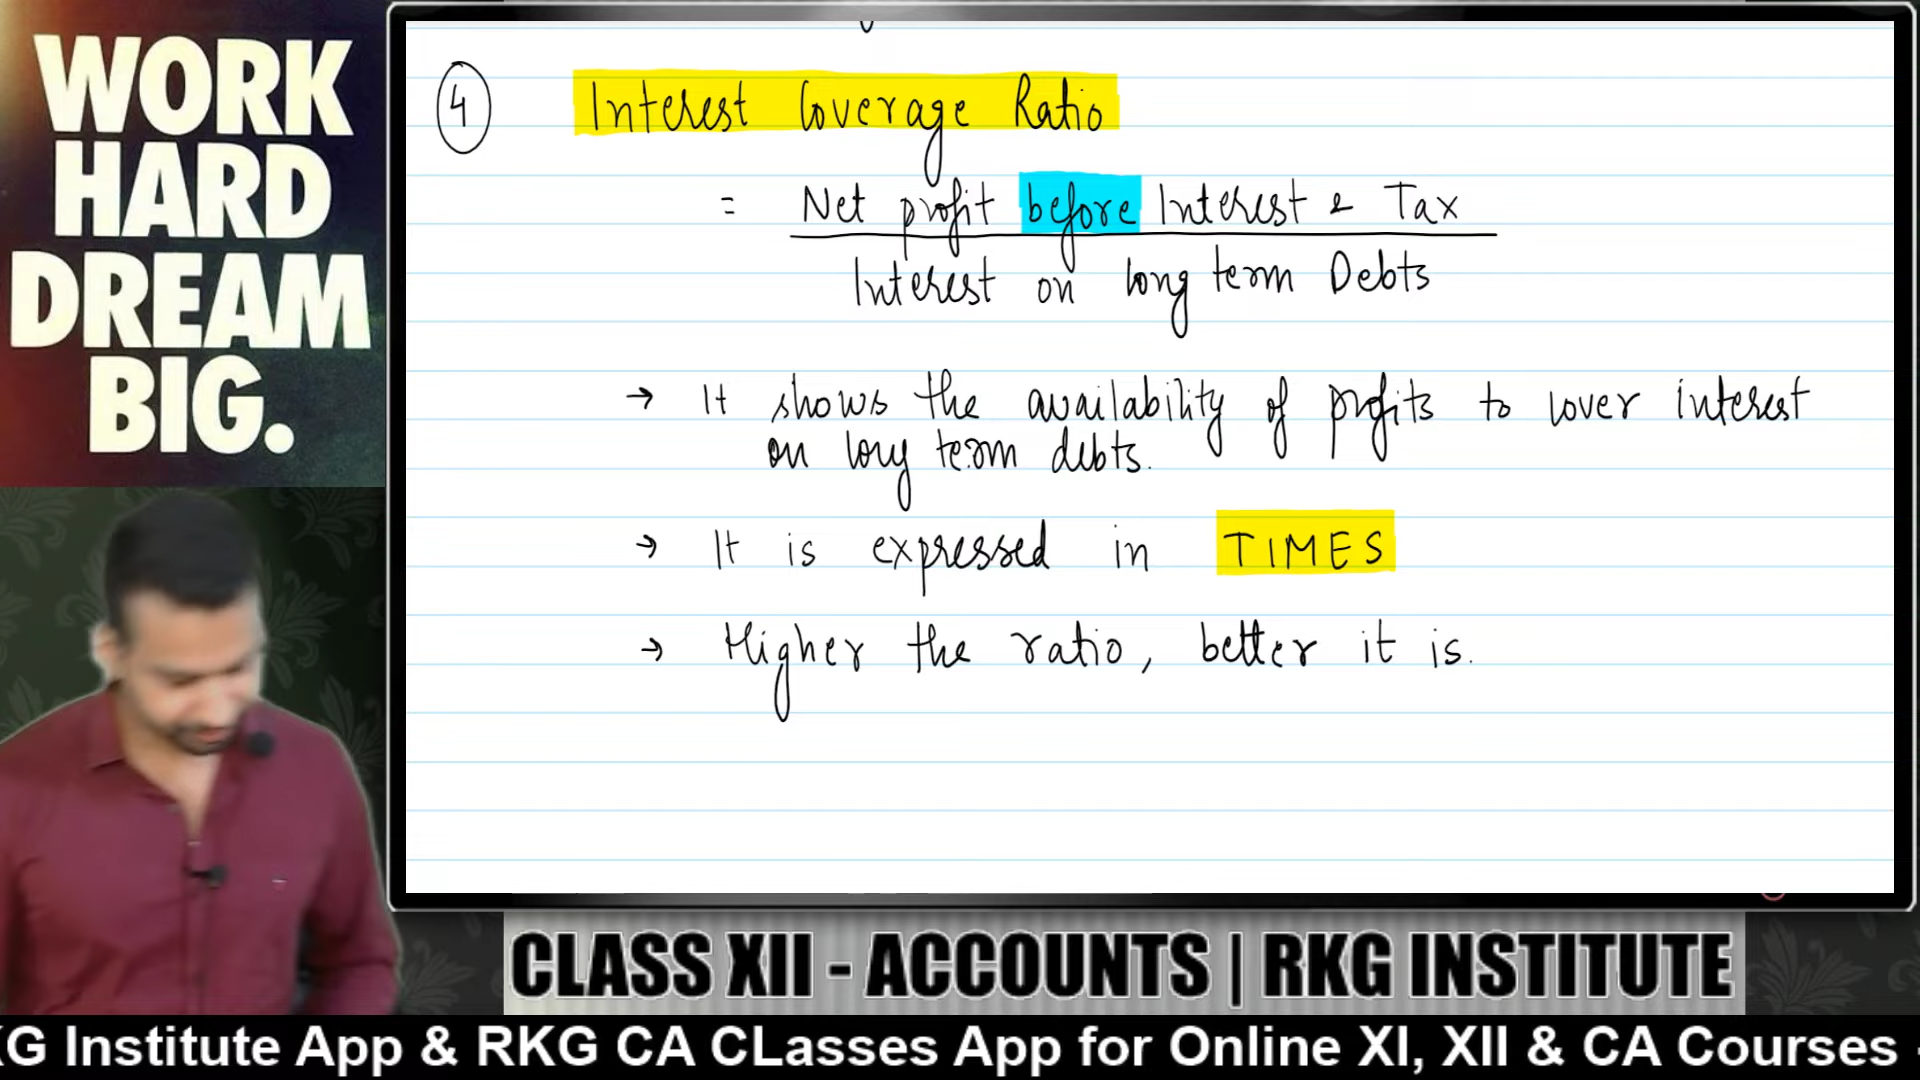 WORK
HARD
DREAM
BIG.
4 Interest Coverage Ratio
= Net profit before Interest & Tax
Interest on long term Debts
→ It shows the availability of profits to cover interest
on long term debts.
→ It is expressed in TIMES
→ Higher the ratio, better it is.
CLASS XII - ACCOUNTS | RKG INSTITUTE
KG Institute App & RKG CA CLasses App for Online XI, XII & CA Courses -